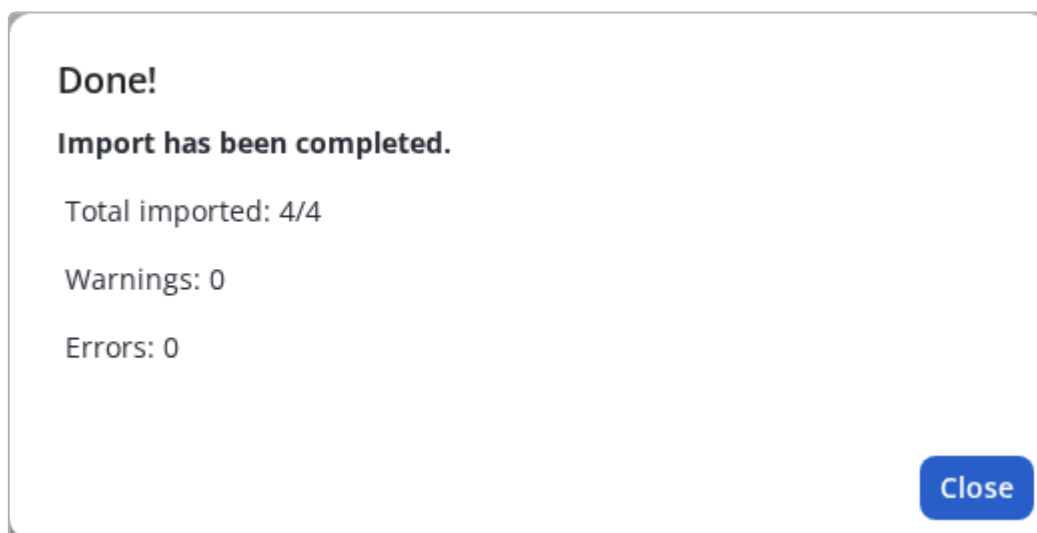 Done!
Import has been completed.
Total imported: 4/4
Warnings: 0
Errors: 0
Close